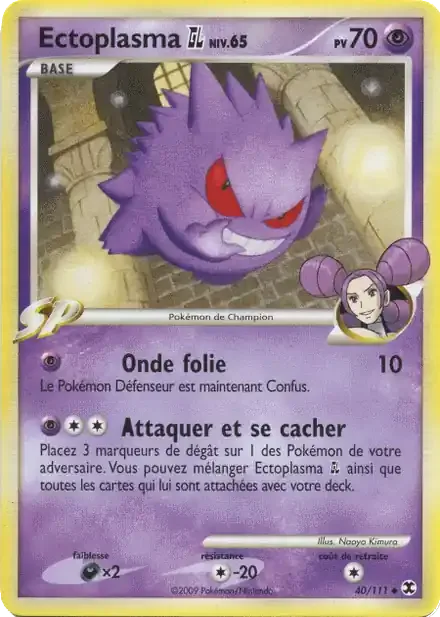 Ectoplasma GL NIV.65 PV 70
BASE
SP
Pokémon de Champion
Onde folie 10
Le Pokémon Défenseur est maintenant Confus.
Attaquer et se cacher
Placez 3 marqueurs de dégât sur 1 des Pokémon de votre
adversaire. Vous pouvez mélanger Ectoplasma GL ainsi que
toutes les cartes qui lui sont attachées avec votre deck.
Illus. Naoyo Kimura
faiblesse résistance coût de retraite
×2 -20
©2009 Pokémon/Nintendo 40/111